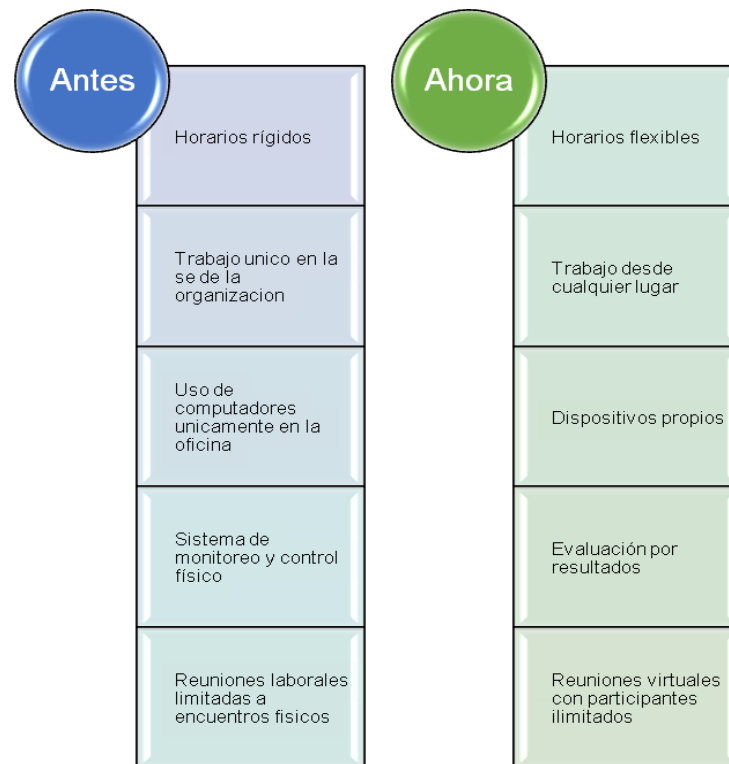 Antes
Horarios rígidos
Trabajo unico en la
se de la
organizacion
Uso de
computadores
unicamente en la
oficina
Sistema de
monitoreo y control
físico
Reuniones laborales
limitadas a
encuentros fisicos
Ahora
Horarios flexibles
Trabajo desde
cualquier lugar
Dispositivos propios
Evaluación por
resultados
Reuniones virtuales
con participantes
ilimitados